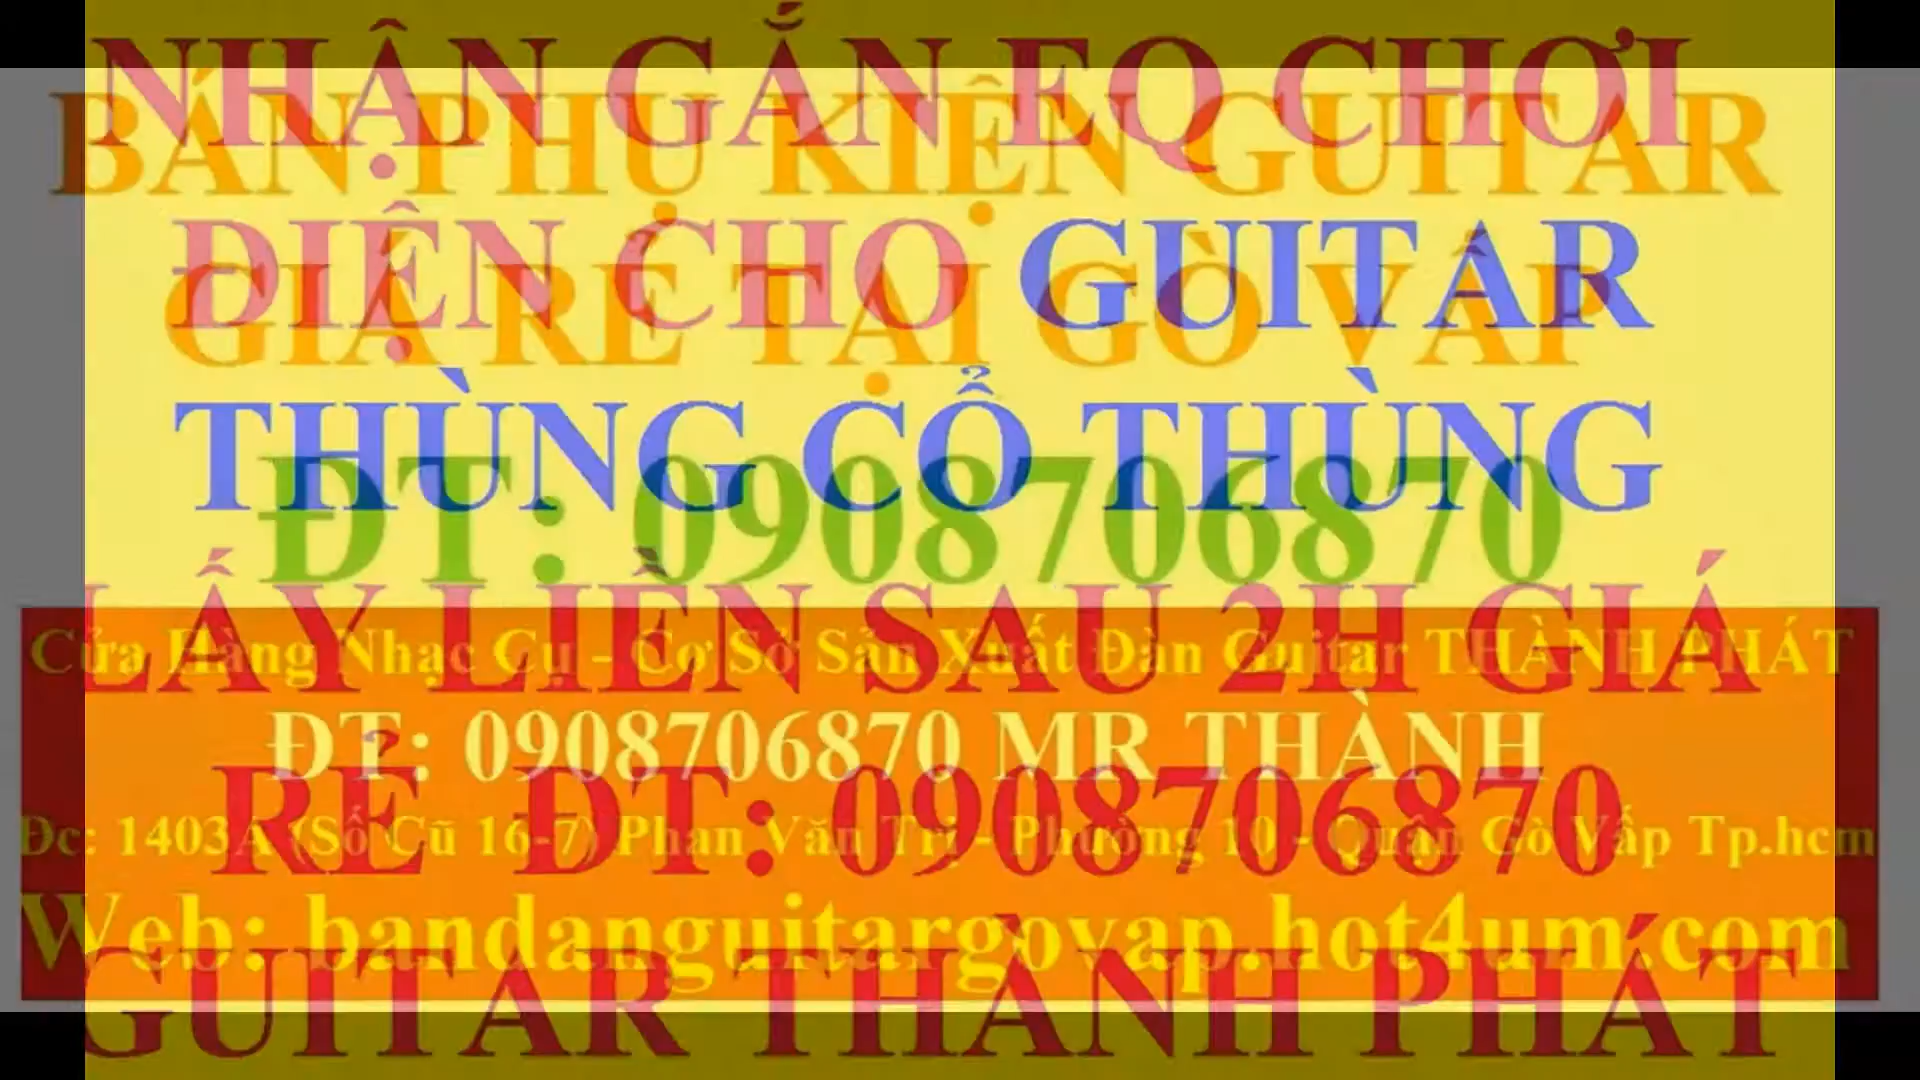 NHẬN GẮN EQ CHƠI
BÁN PHỤ KIỆN GUITAR
ĐIỆN CHO GUITAR
GIÁ RẺ TẠI GÒ VẤP
THÙNG CỔ THÙNG
ĐT: 0908706870
LẤY LIỀN SAU 2H GIÁ
Cửa Hàng Nhạc Cụ - Cơ Sở Sản Xuất Đàn Guitar THÀNH PHÁT
ĐT: 0908706870 MR THÀNH
RẺ ĐT: 0908706870
Đc: 1403A (Số Cũ 16-7) Phan Văn Trị - Phường 10 - Quận Gò Vấp Tp.hcm
Web: bandanguitargovap.hot4um.com
GUITAR THÀNH PHÁT